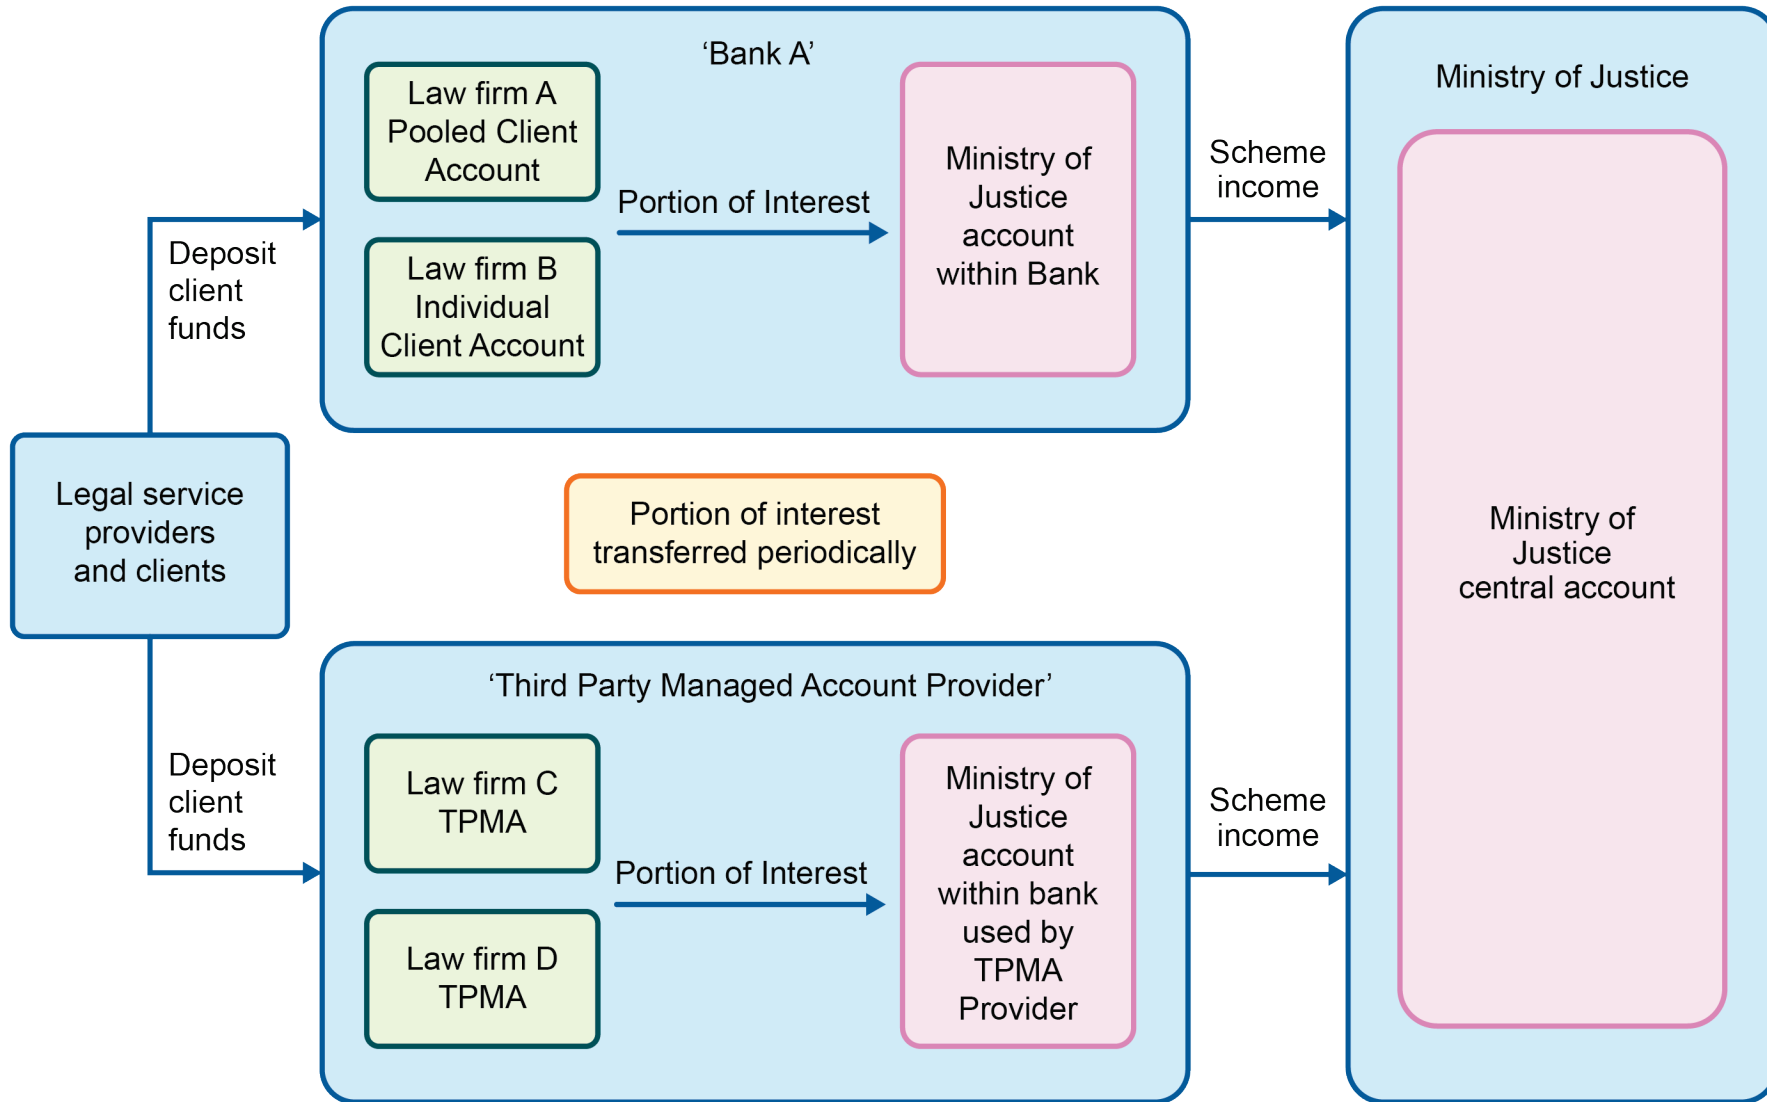 ‘Bank A’
Law firm A
Pooled Client
Account
Law firm B
Individual
Client Account
Portion of Interest
Ministry of
Justice
account
within Bank
Scheme
income
Ministry of Justice
Ministry of
Justice
central account
Deposit
client
funds
Legal service
providers
and clients
Portion of interest
transferred periodically
Deposit
client
funds
‘Third Party Managed Account Provider’
Law firm C
TPMA
Law firm D
TPMA
Portion of Interest
Ministry of
Justice
account
within bank
used by
TPMA
Provider
Scheme
income